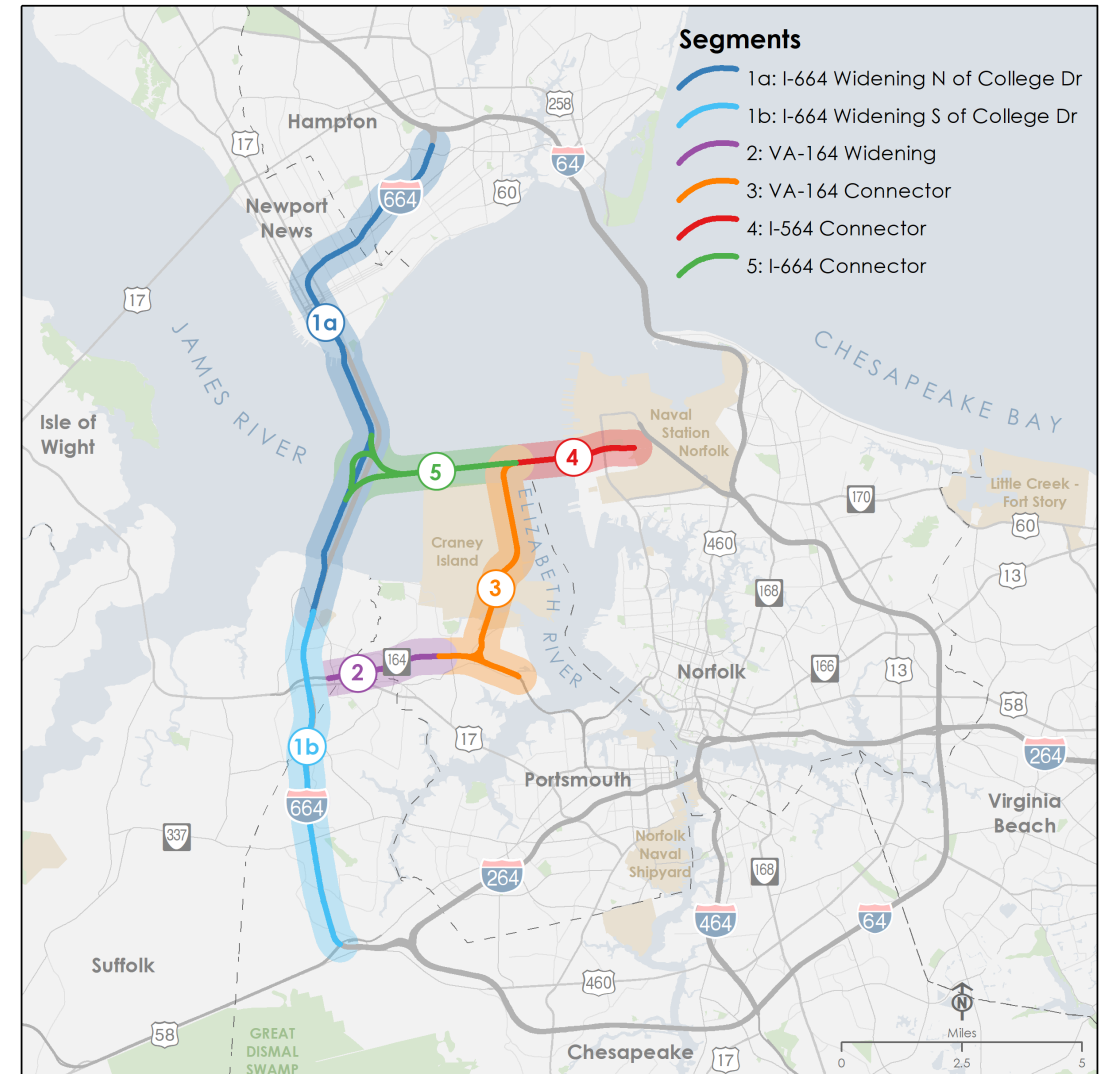 Segments
1a: I-664 Widening N of College Dr
1b: I-664 Widening S of College Dr
2: VA-164 Widening
3: VA-164 Connector
4: I-564 Connector
5: I-664 Connector
258
Hampton
17
64
664
60
Newport
News
17
1a
JAMES RIVER
CHESAPEAKE BAY
Isle of
Wight
Naval
Station
Norfolk
4
5
Little Creek -
Fort Story
170
60
ELIZABETH RIVER
Craney
Island
460
13
3
168
164
2
Norfolk
166
13
58
17
1b
264
Portsmouth
664
Virginia
Beach
337
Norfolk
Naval
Shipyard
264
168
464
64
Suffolk
460
N
58
GREAT
DISMAL
SWAMP
Miles
Chesapeake
17
0
2.5
5